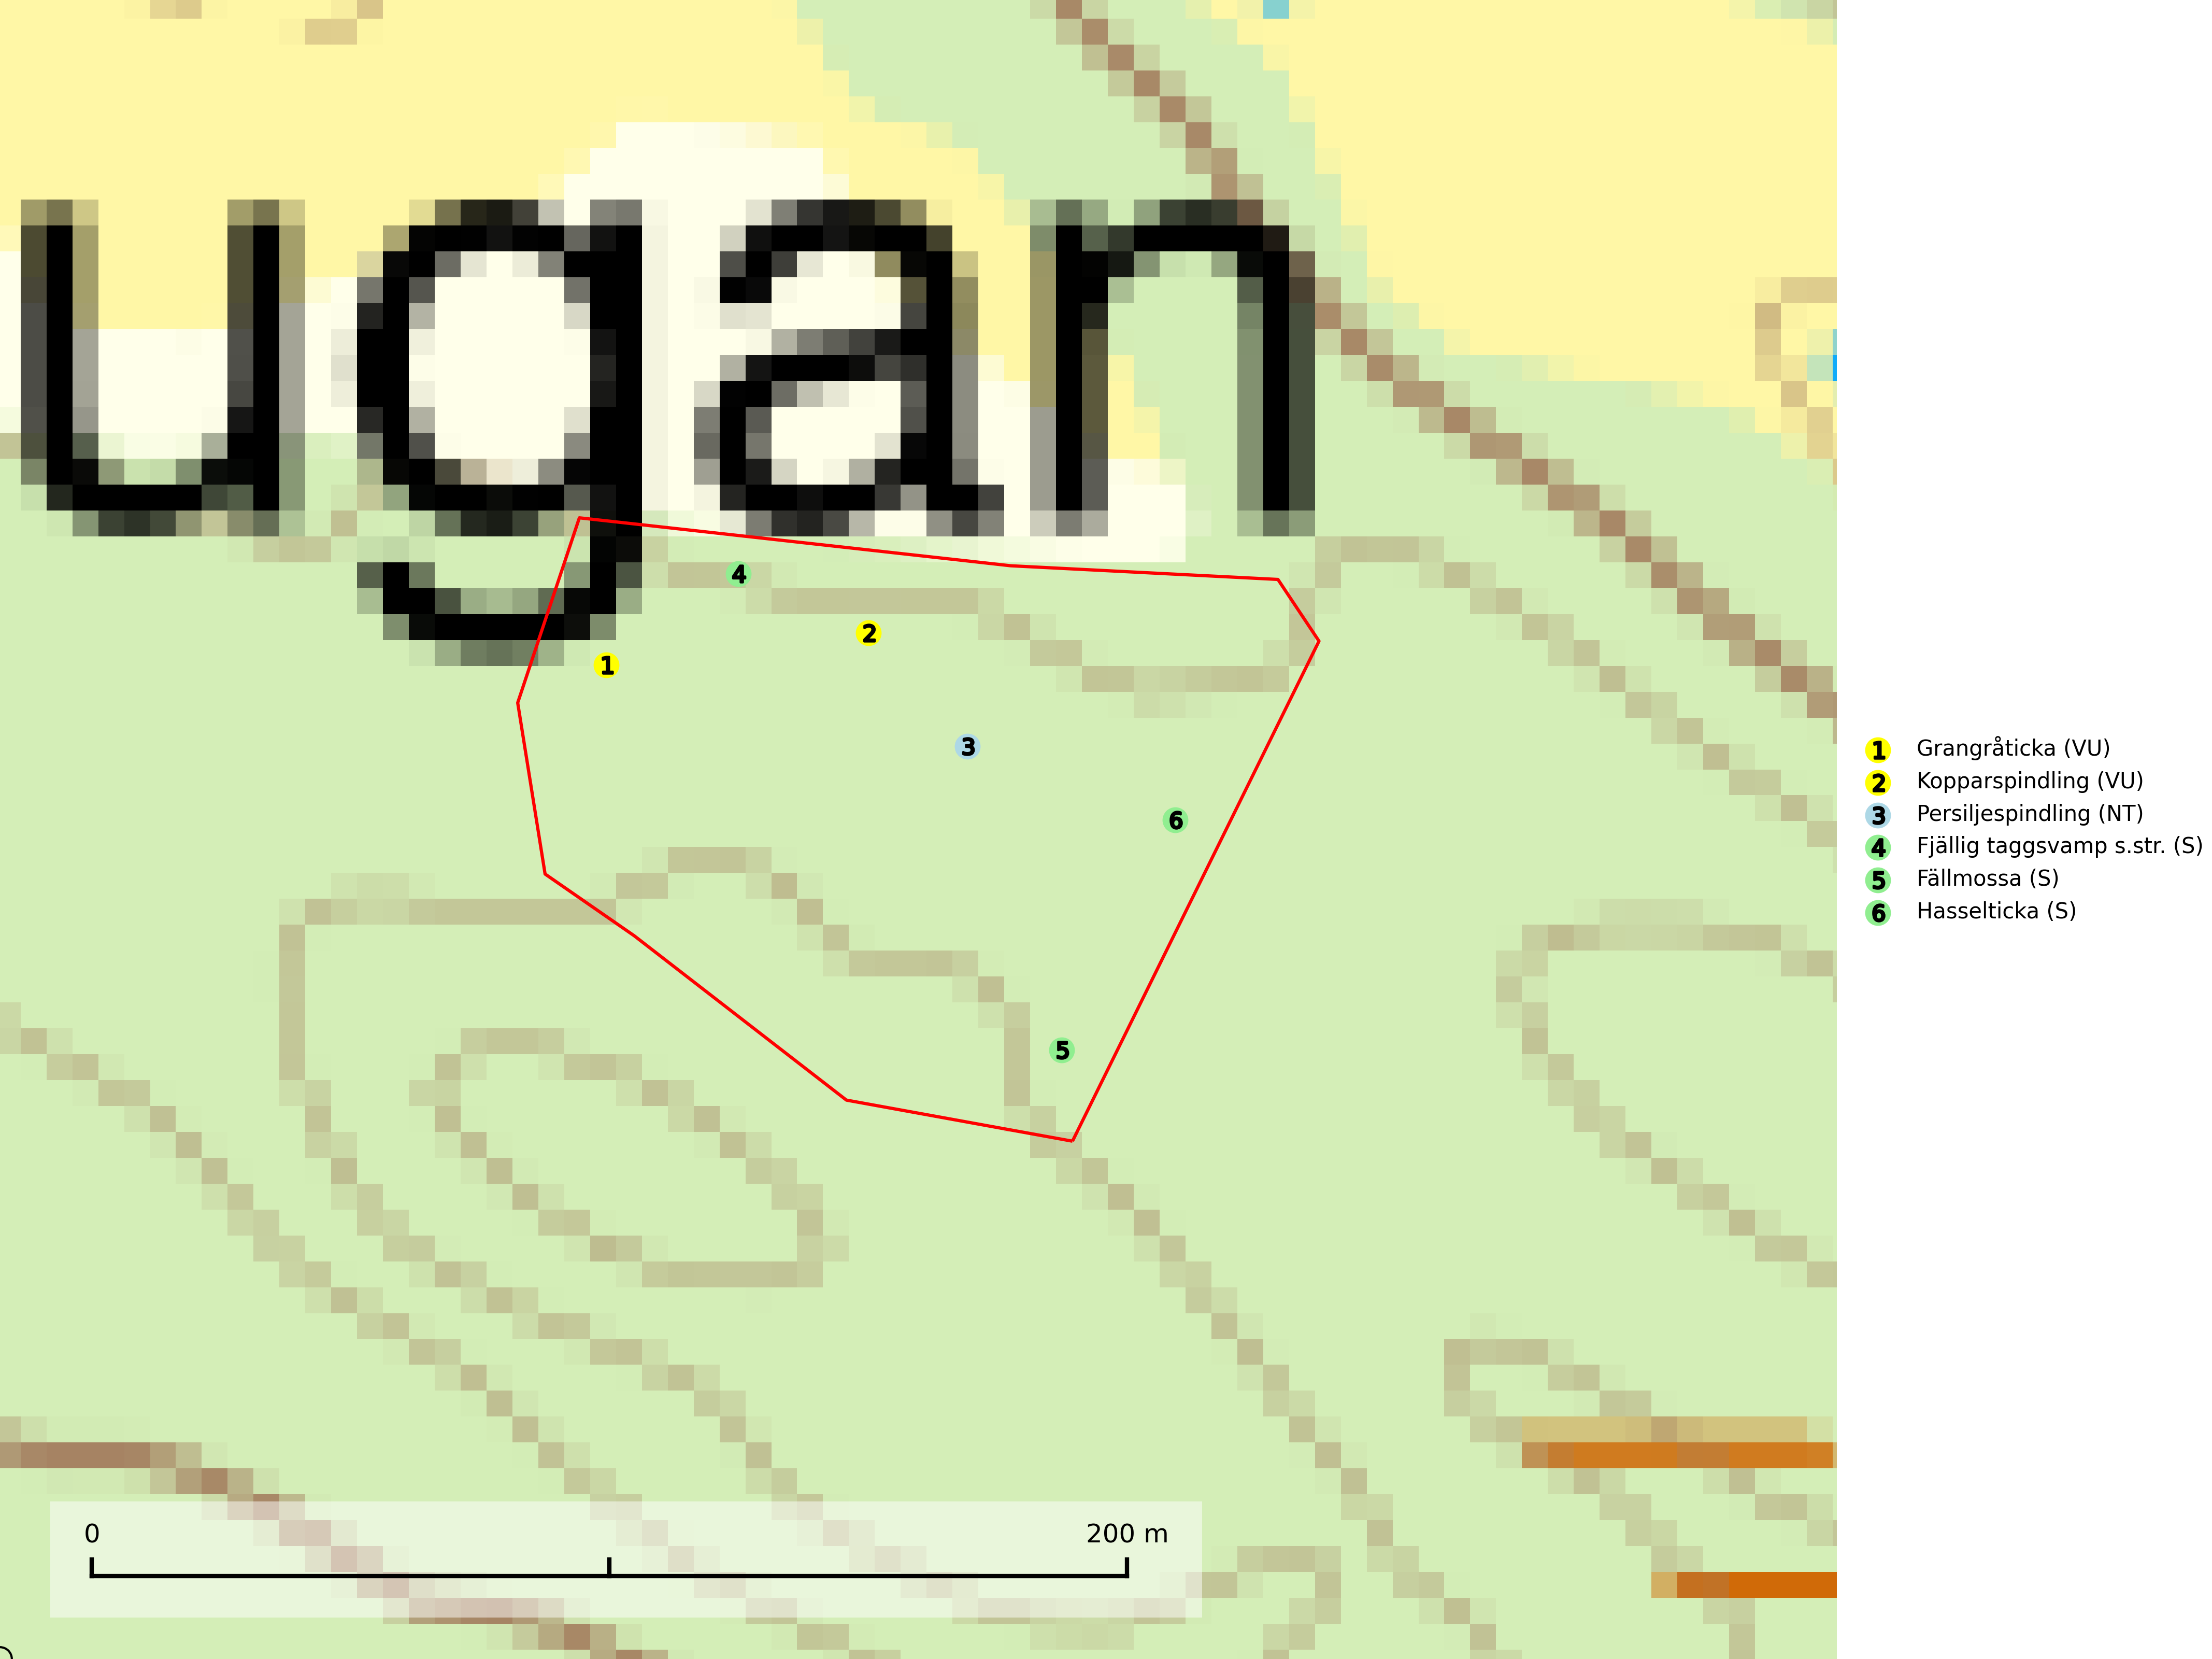 ugan
4
2
1
3
6
5
1 Grangråticka (VU)
2 Kopparspindling (VU)
3 Persiljespindling (NT)
4 Fjällig taggsvamp s.str. (S)
5 Fällmossa (S)
6 Hasselticka (S)
0 200 m